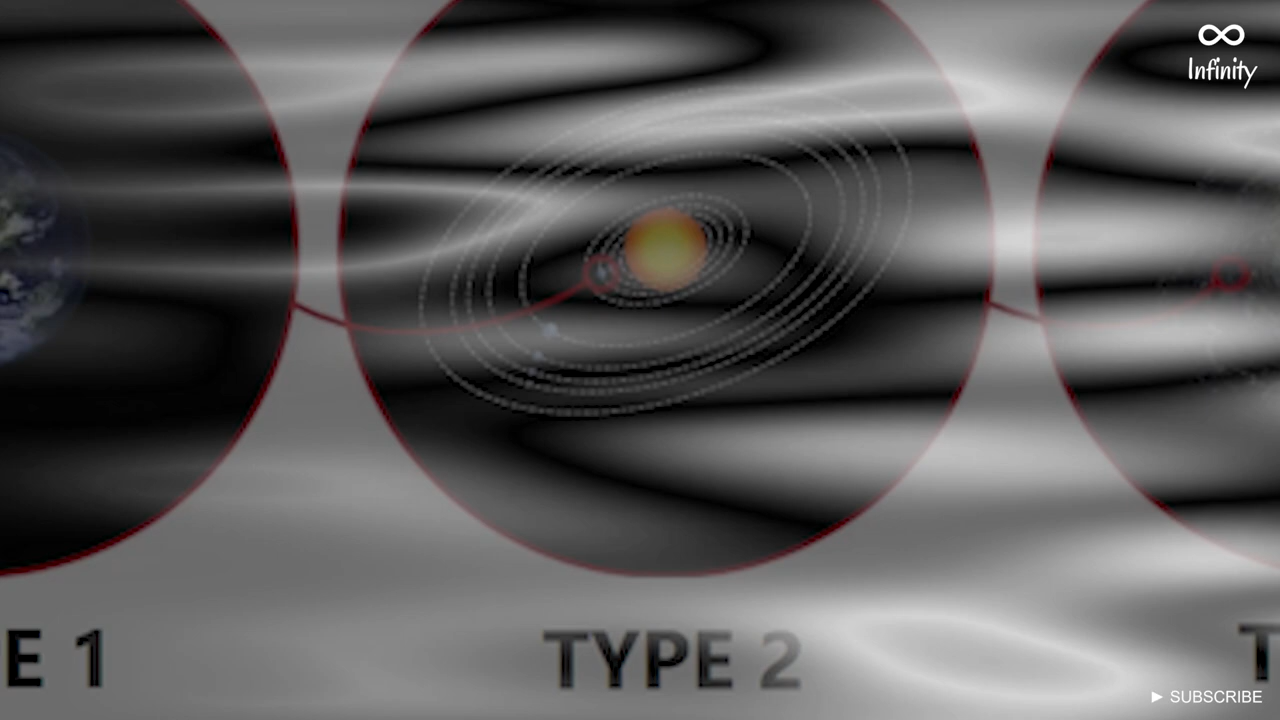 ∞
Infinity
E 1
TYPE 2
T
► SUBSCRIBE